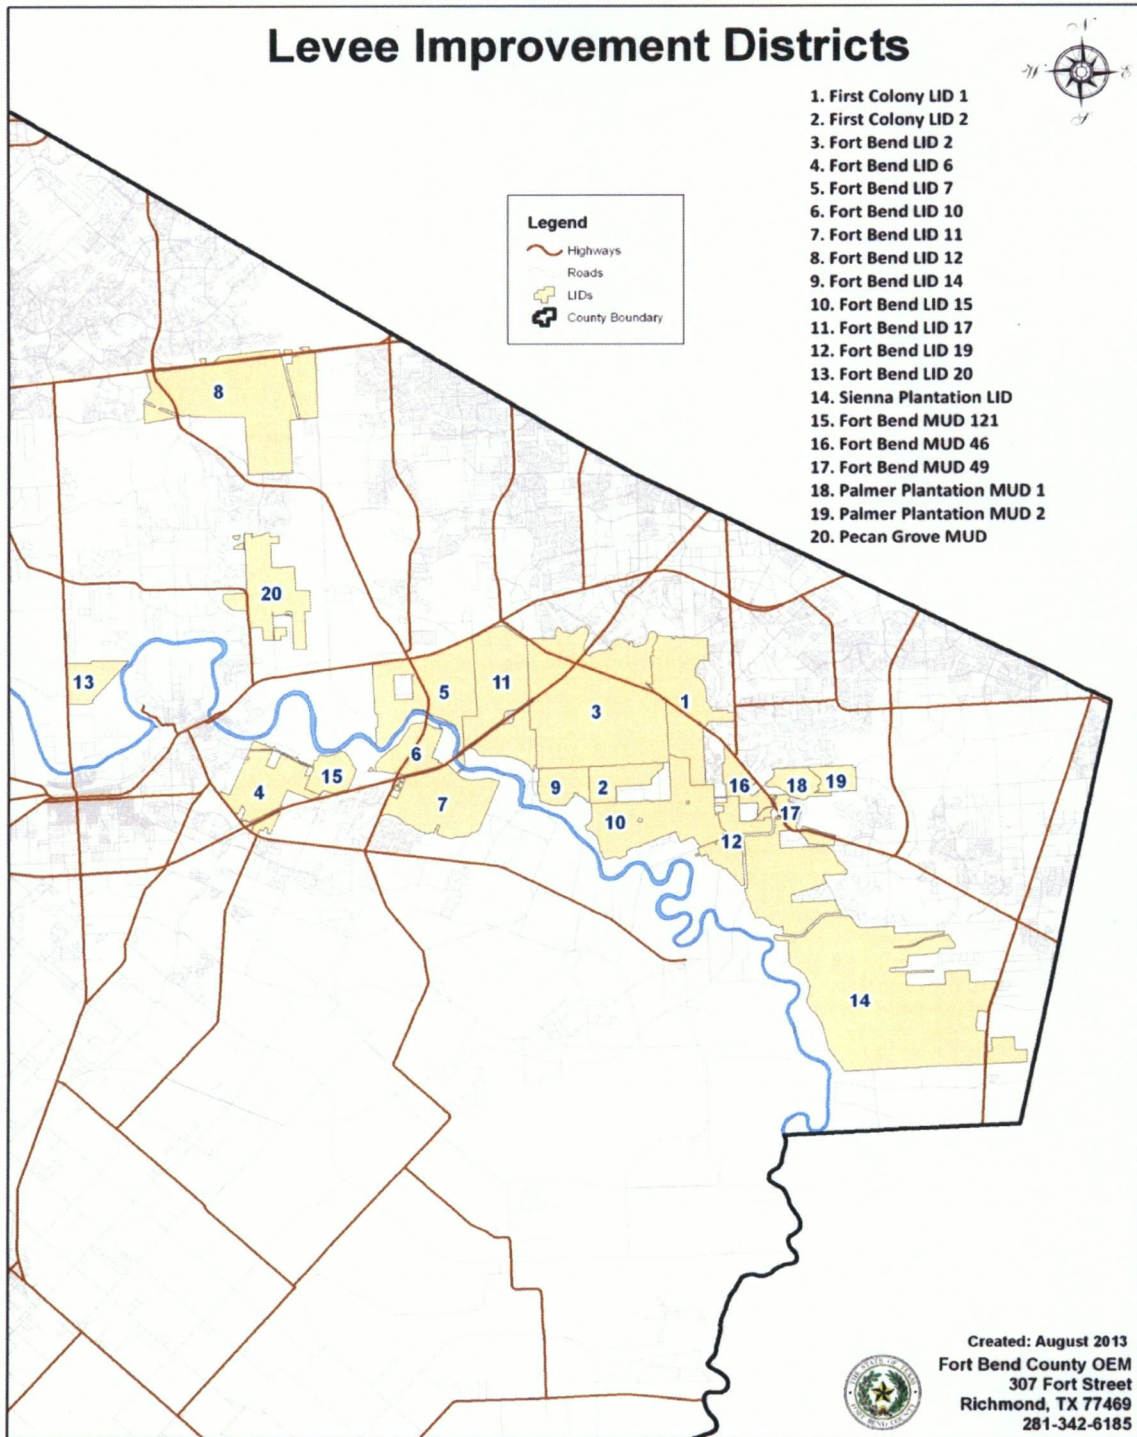 Levee Improvement Districts
N
W
E
S
1. First Colony LID 1
2. First Colony LID 2
3. Fort Bend LID 2
4. Fort Bend LID 6
5. Fort Bend LID 7
6. Fort Bend LID 10
7. Fort Bend LID 11
8. Fort Bend LID 12
9. Fort Bend LID 14
10. Fort Bend LID 15
11. Fort Bend LID 17
12. Fort Bend LID 19
13. Fort Bend LID 20
14. Sienna Plantation LID
15. Fort Bend MUD 121
16. Fort Bend MUD 46
17. Fort Bend MUD 49
18. Palmer Plantation MUD 1
19. Palmer Plantation MUD 2
20. Pecan Grove MUD
Legend
Highways
Roads
LIDs
County Boundary
8
20
13
5
11
3
1
6
4
15
7
9
2
10
16
18
19
17
12
14
Created: August 2013
Fort Bend County OEM
307 Fort Street
Richmond, TX 77469
281-342-6185
THE STATE OF TEXAS
FORT BEND COUNTY